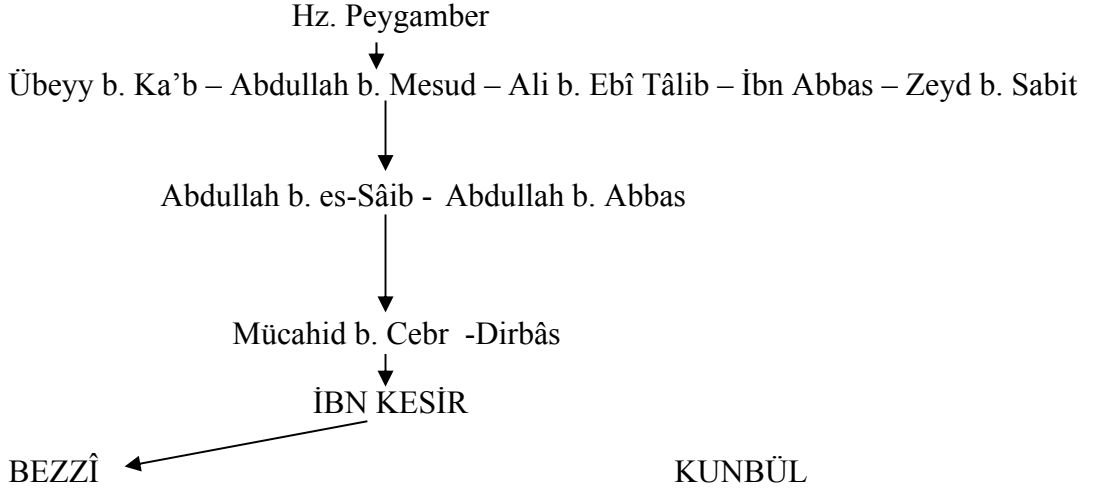 Hz. Peygamber
Übeyy b. Ka’b – Abdullah b. Mesud – Ali b. Ebî Tâlib – İbn Abbas – Zeyd b. Sabit
Abdullah b. es-Sâib - Abdullah b. Abbas
Mücahid b. Cebr -Dirbâs
İBN KESİR
BEZZÎ KUNBÜL